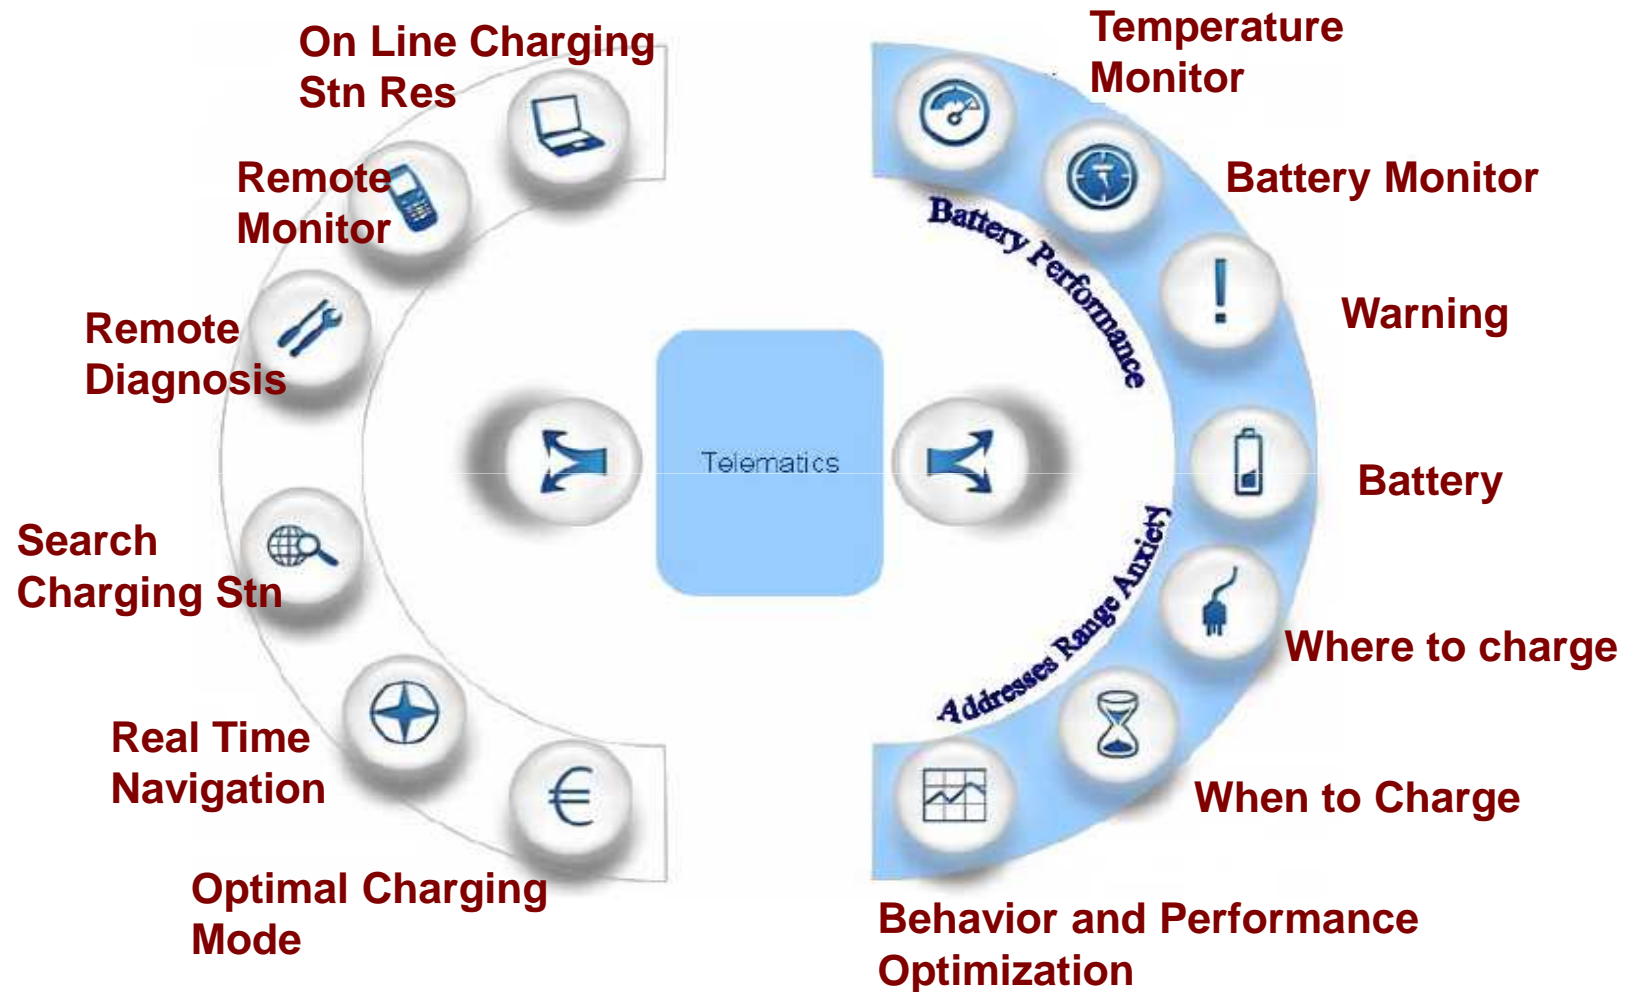 On Line Charging
Stn Res
Remote
Monitor
Remote
Diagnosis
Search
Charging Stn
Real Time
Navigation
€
Optimal Charging
Mode
Telematics
Temperature
Monitor
Battery Monitor
!
Warning
Battery
Where to charge
When to Charge
Behavior and Performance
Optimization
Battery Performance
Addresses Range Anxiety